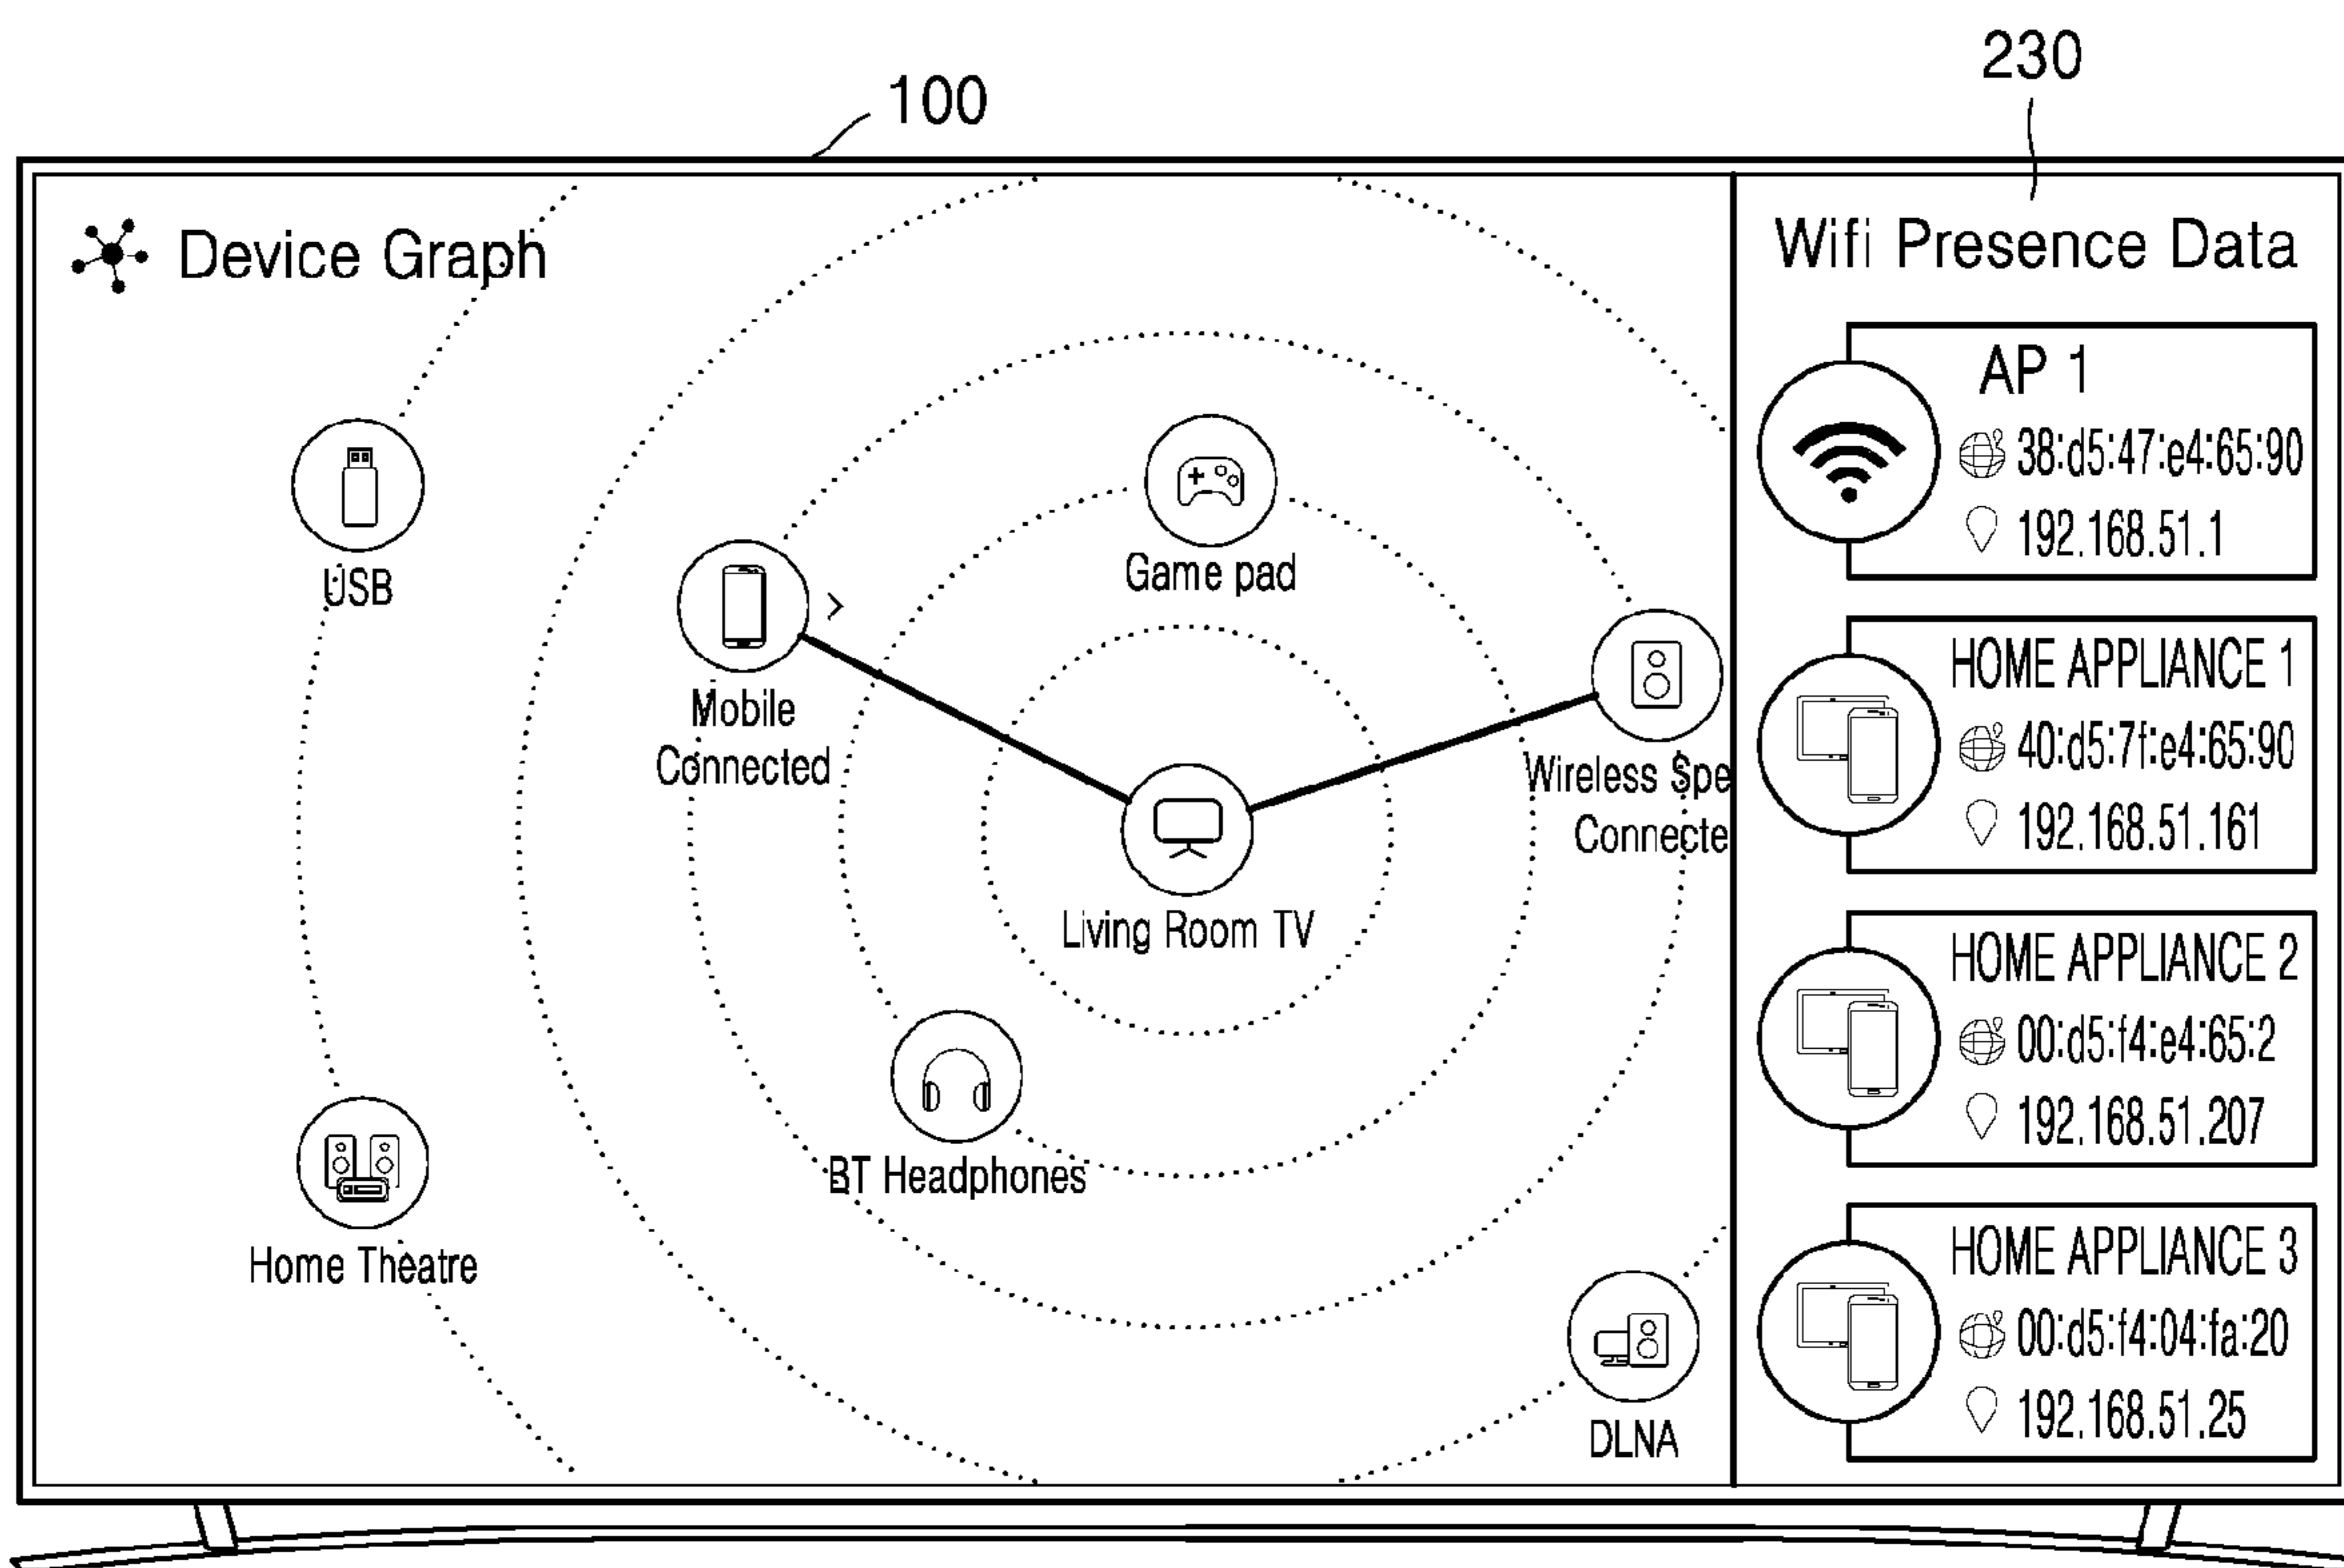 100
230
Device Graph
USB
Mobile
Connected
Game pad
Wireless Spe
Connecte
Living Room TV
BT Headphones
Home Theatre
DLNA
Wifi Presence Data
AP 1
38:d5:47:e4:65:90
192.168.51.1
HOME APPLIANCE 1
40:d5:7f:e4:65:90
192.168.51.161
HOME APPLIANCE 2
00:d5:f4:e4:65:2
192.168.51.207
HOME APPLIANCE 3
00:d5:f4:04:fa:20
192.168.51.25